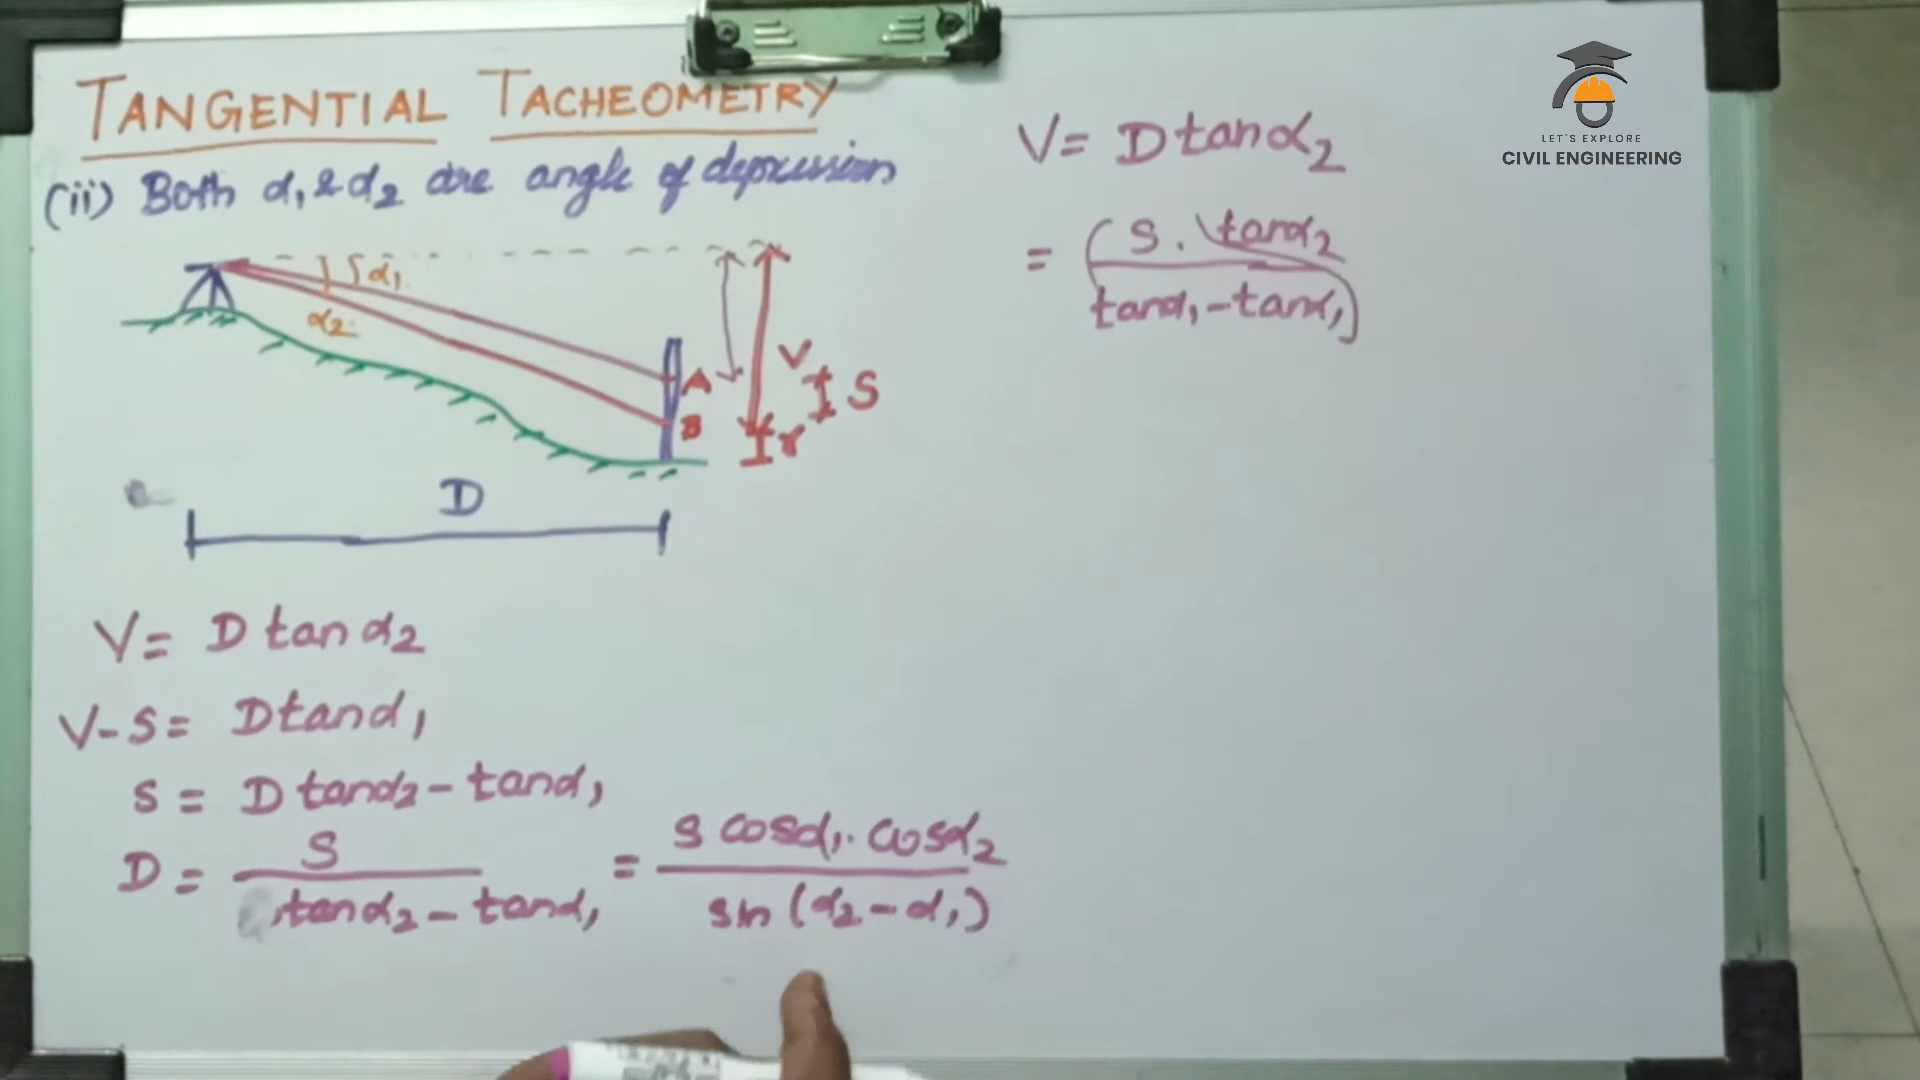 TANGENTIAL TACHEOMETRY
(ii) Both α₁ & α₂ are angle of depression
α₁
α₂
A
B
V
S
r
D
V = D tan α₂
V - S = D tan α₁
S = D tan α₂ - tan α₁
D = S / tan α₂ - tan α₁ = S cos α₁ . cos α₂ / sin (α₂ - α₁)
V = D tan α₂
= ( S . tan α₂ / tan α₁ - tan α₁ )
LET'S EXPLORE
CIVIL ENGINEERING